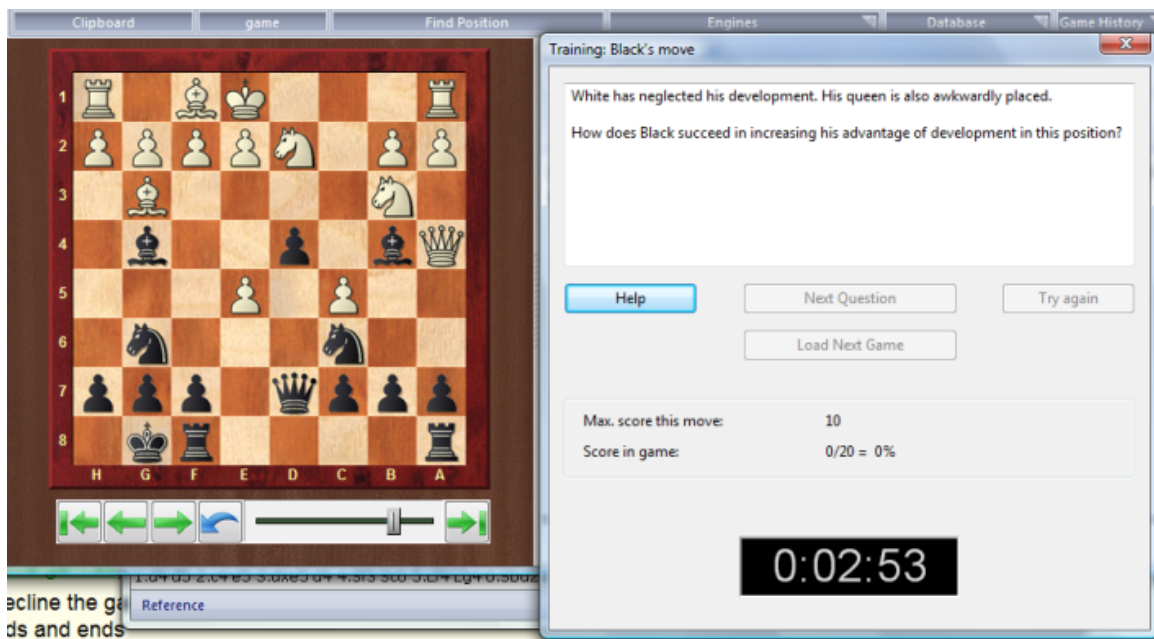 Clipboard game Find Position Engines Database Game History
Training: Black's move
White has neglected his development. His queen is also awkwardly placed.
How does Black succeed in increasing his advantage of development in this position?
1
2
3
4
5
6
7
8
H G F E D C B A
Help Next Question Try again
Load Next Game
Max. score this move: 10
Score in game: 0/20 = 0%
0:02:53
Reference
ecline the ga
ds and ends